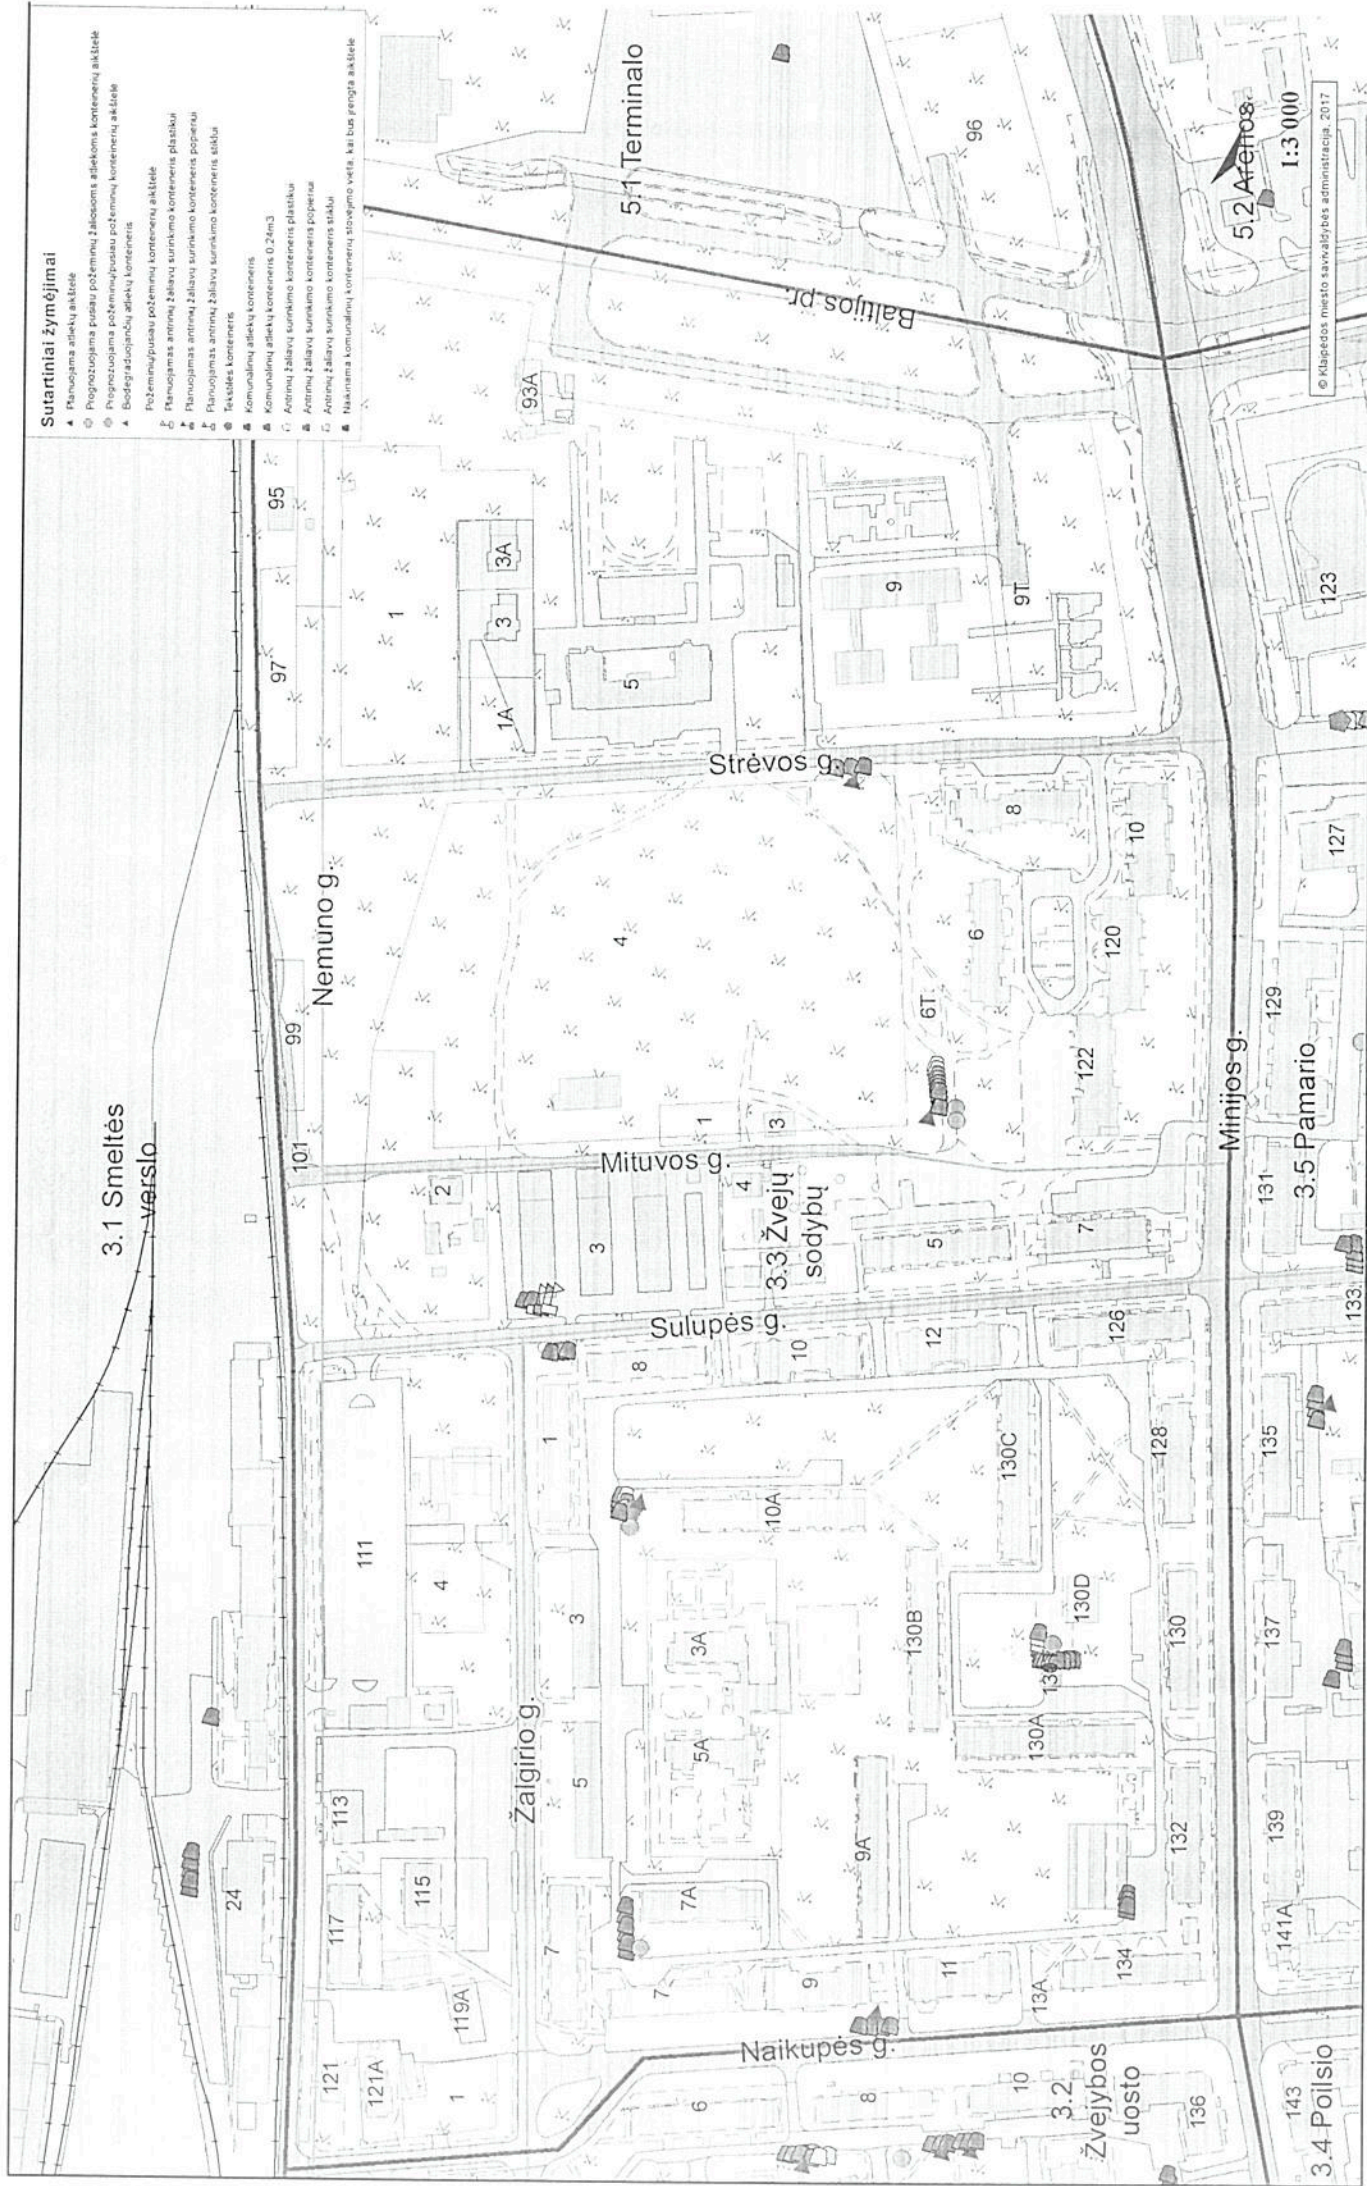 Sutartiniai žymėjimai
Planuojama atliekų aikštelė
Prognozuojama pusiau požeminių žaliosioms atliekoms konteinerių aikštelė
Prognozuojama požeminių/pusiau požeminių konteinerių aikštelė
Biodegraduojančių atliekų konteineris
Požeminių/pusiau požeminių konteinerių aikštelė
Planuojamas antrinių žaliavų surinkimo konteineris plastikui
Planuojamas antrinių žaliavų surinkimo konteineris popieriui
Planuojamas antrinių žaliavų surinkimo konteineris stiklui
Tekstilės konteineris
Komunalinių atliekų konteineris
Komunalinių atliekų konteineris 0.24m3
Antrinių žaliavų surinkimo konteineris plastikui
Antrinių žaliavų surinkimo konteineris popieriui
Antrinių žaliavų surinkimo konteineris stiklui
Naikinama komunalinių konteinerių stovėjimo vieta, kai bus įrengta aikštelė
3.1 Smeltės
verslo
24
Nemuno g.
95
97
99
101
111
113
115
117
119A
121
121A
1
1
1A
3
3A
93A
5
9
9T
96
5.1 Terminalo
Baltijos pr.
5.2 Arenos
1:3 000
© Klaipėdos miesto savivaldybės administracija, 2017
Strėvos g.
4
6
6T
8
10
120
122
Mituvos g.
1
3
2
3
4
3.3 Žvejų
sodybų
5
7
Sulupės g.
8
10
12
126
Žalgirio g.
4
1
3
5
7
3A
5A
7A
9A
10A
130B
130C
130D
130A
128
130
132
134
7
9
11
13A
Naikupės g.
6
8
10
3.2
Žvejybos
uosto
136
Minijos g.
123
127
129
131
3.5 Pamario
133
135
137
139
141A
143
3.4 Poilsio